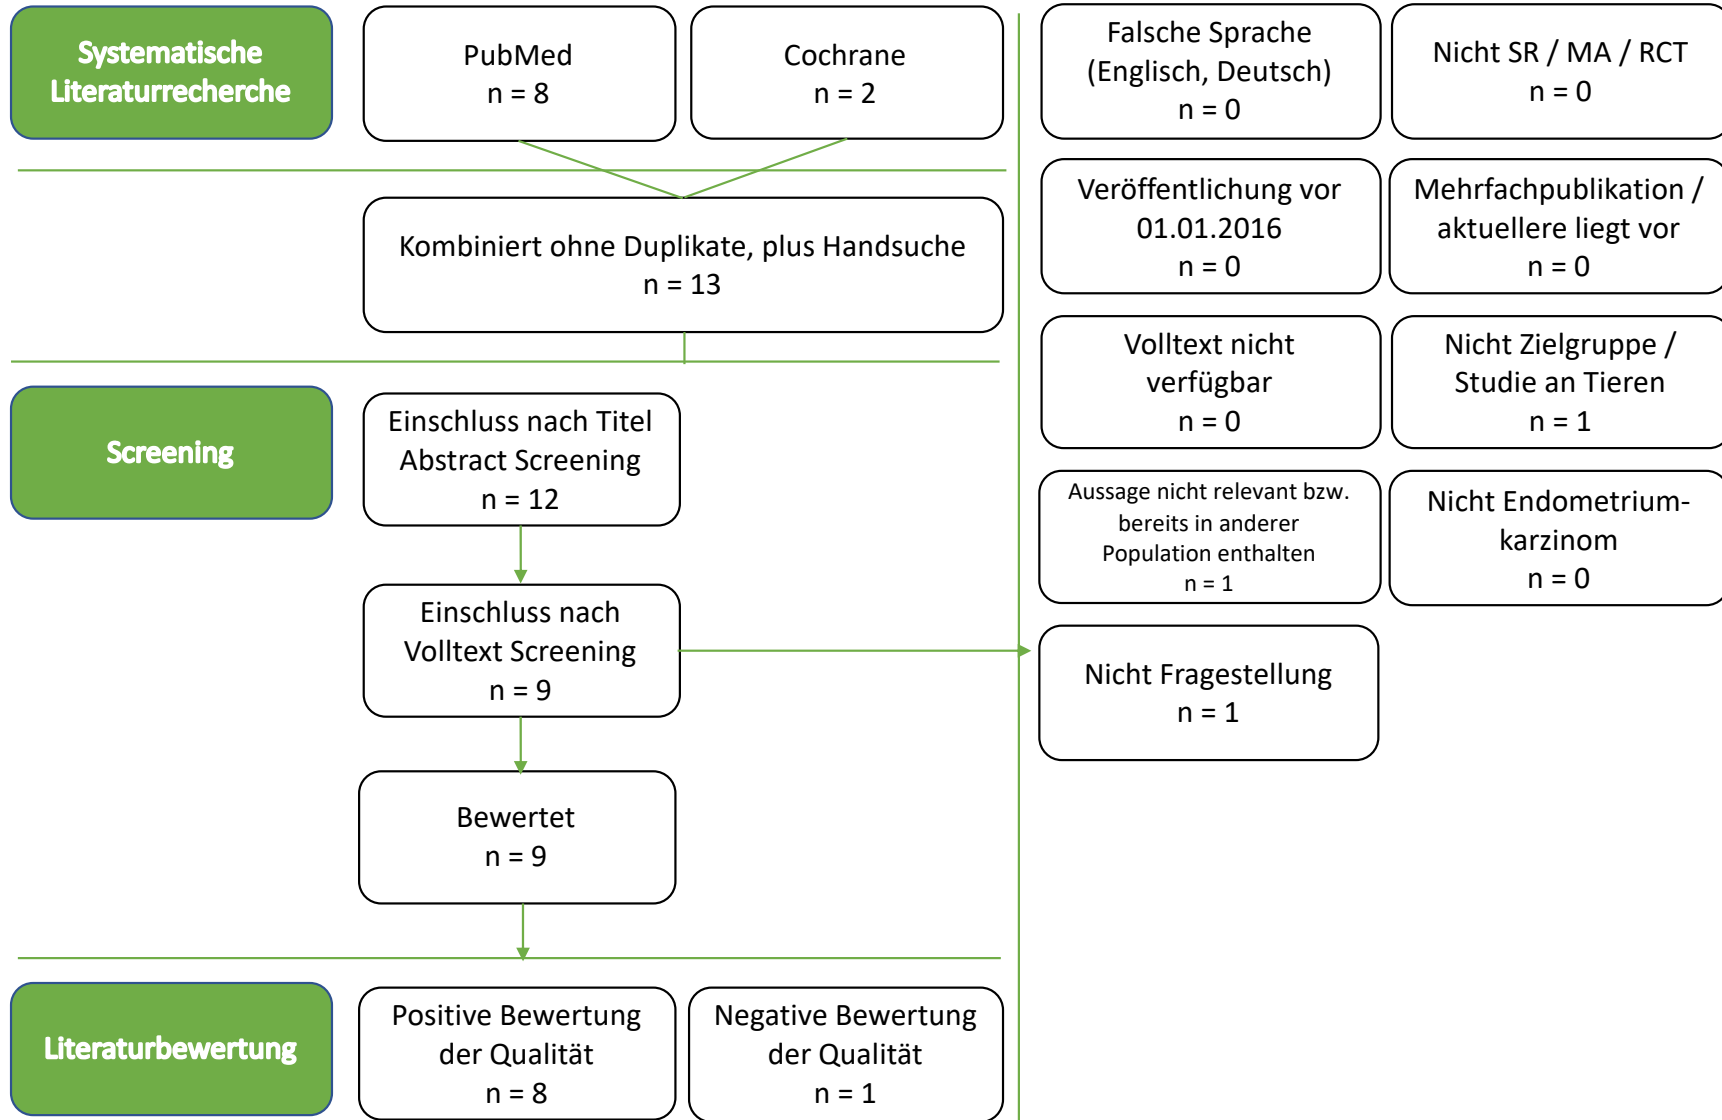 Systematische
Literaturrecherche
PubMed
n = 8
Cochrane
n = 2
Kombiniert ohne Duplikate, plus Handsuche
n = 13
Screening
Einschluss nach Titel
Abstract Screening
n = 12
Einschluss nach
Volltext Screening
n = 9
Bewertet
n = 9
Literaturbewertung
Positive Bewertung
der Qualität
n = 8
Negative Bewertung
der Qualität
n = 1
Falsche Sprache
(Englisch, Deutsch)
n = 0
Nicht SR / MA / RCT
n = 0
Veröffentlichung vor
01.01.2016
n = 0
Mehrfachpublikation /
aktuellere liegt vor
n = 0
Volltext nicht
verfügbar
n = 0
Nicht Zielgruppe /
Studie an Tieren
n = 1
Aussage nicht relevant bzw.
bereits in anderer
Population enthalten
n = 1
Nicht Endometrium-
karzinom
n = 0
Nicht Fragestellung
n = 1